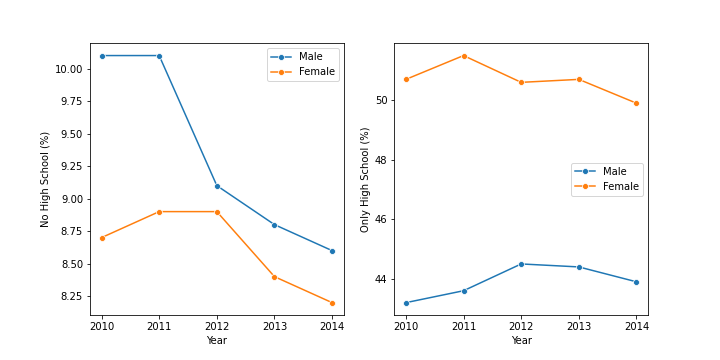 No High School (%)
10.00
9.75
9.50
9.25
9.00
8.75
8.50
8.25
2010 2011 2012 2013 2014
Year
Male
Female
Only High School (%)
50
48
46
44
2010 2011 2012 2013 2014
Year
Male
Female